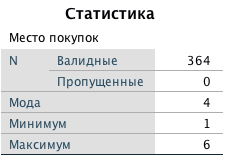 Статистика
Место покупок
N Валидные 364
Пропущенные 0
Мода 4
Минимум 1
Максимум 6